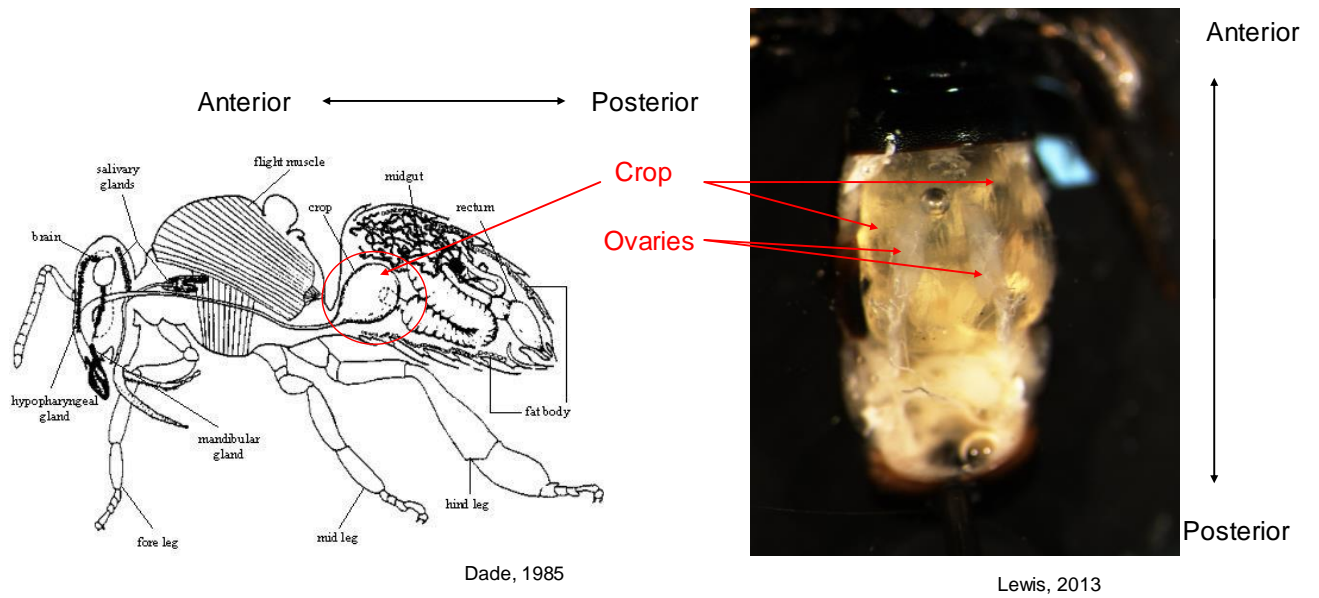 Anterior
Posterior
salivary
glands
flight muscle
midgut
crop
rectum
brain
hypopharyngeal
gland
mandibular
gland
fat body
hind leg
mid leg
fore leg
Dade, 1985
Crop
Ovaries
Anterior
Posterior
Lewis, 2013